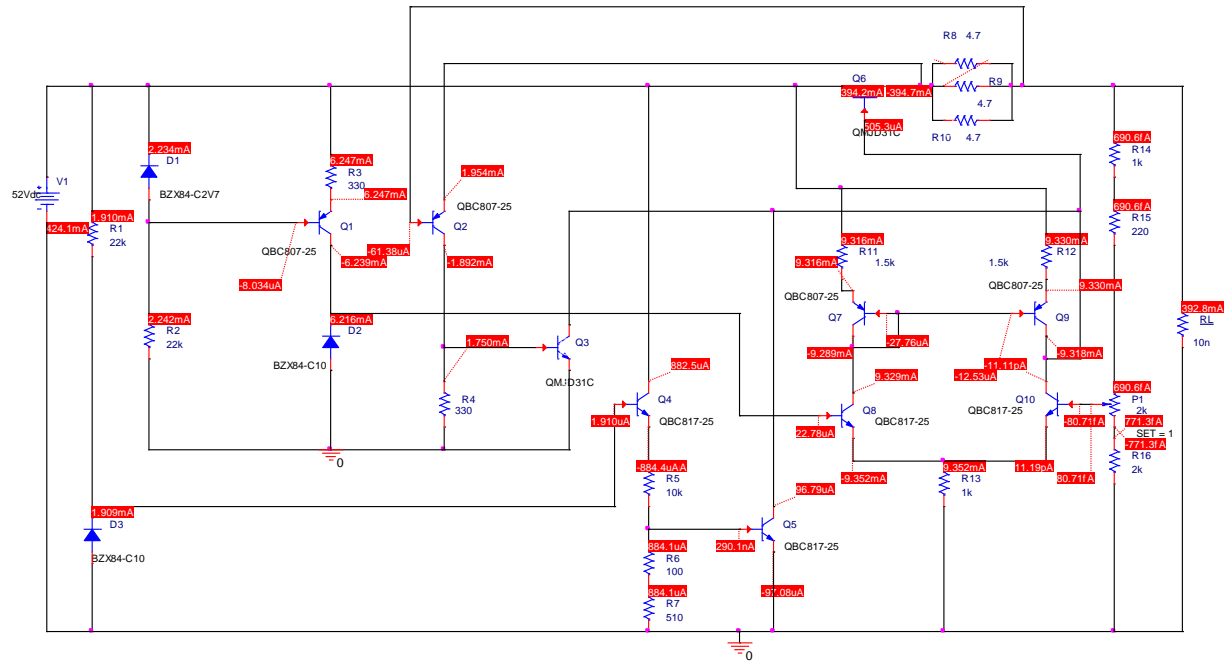 R8 4.7
Q6
394.2mA
-394.7mA
R9
4.7
505.3uA
QMJD31C
R10 4.7
V1
52Vdc
424.1mA
1.910mA
R1
22k
2.234mA
D1
BZX84-C2V7
6.247mA
R3
330
6.247mA
1.954mA
QBC807-25
Q1
QBC807-25
-6.239mA
-8.034uA
Q2
-61.38uA
-1.892mA
690.6fA
R14
1k
690.6fA
R15
220
9.316mA
R11
1.5k
-9.316mA
9.330mA
R12
1.5k
QBC807-25
QBC807-25
9.330mA
2.242mA
R2
22k
6.216mA
D2
BZX84-C10
1.750mA
Q3
QMJD31C
Q7
-27.76uA
-9.289mA
Q9
-11.11pA
-9.318mA
-12.53uA
392.8mA
RL
10n
R4
330
882.5uA
Q4
QBC817-25
1.910uA
9.329mA
Q8
QBC817-25
22.78uA
-9.352mA
Q10
QBC817-25
-80.71fA
690.6fA
P1
2k
771.3fA
SET = 1
-771.3fA
R16
2k
0
-884.4uA
R5
10k
9.352mA
R13
1k
11.19pA
80.71fA
1.909mA
D3
BZX84-C10
96.79uA
Q5
QBC817-25
290.1nA
-97.08uA
884.1uA
R6
100
884.1uA
R7
510
0